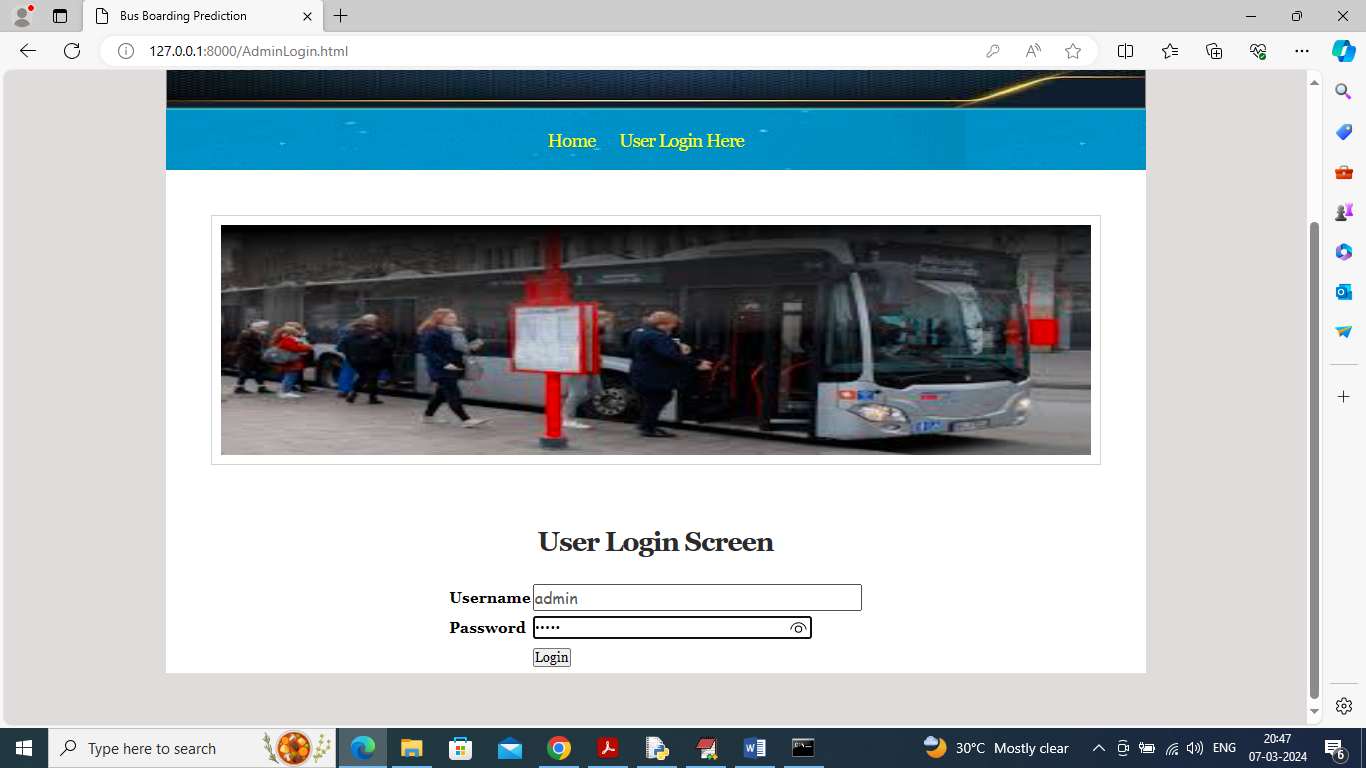 Bus Boarding Prediction
127.0.0.1:8000/AdminLogin.html
Home User Login Here
User Login Screen
Username admin
Password •••••
Login
Type here to search
30°C Mostly clear
ENG
20:47
07-03-2024
6